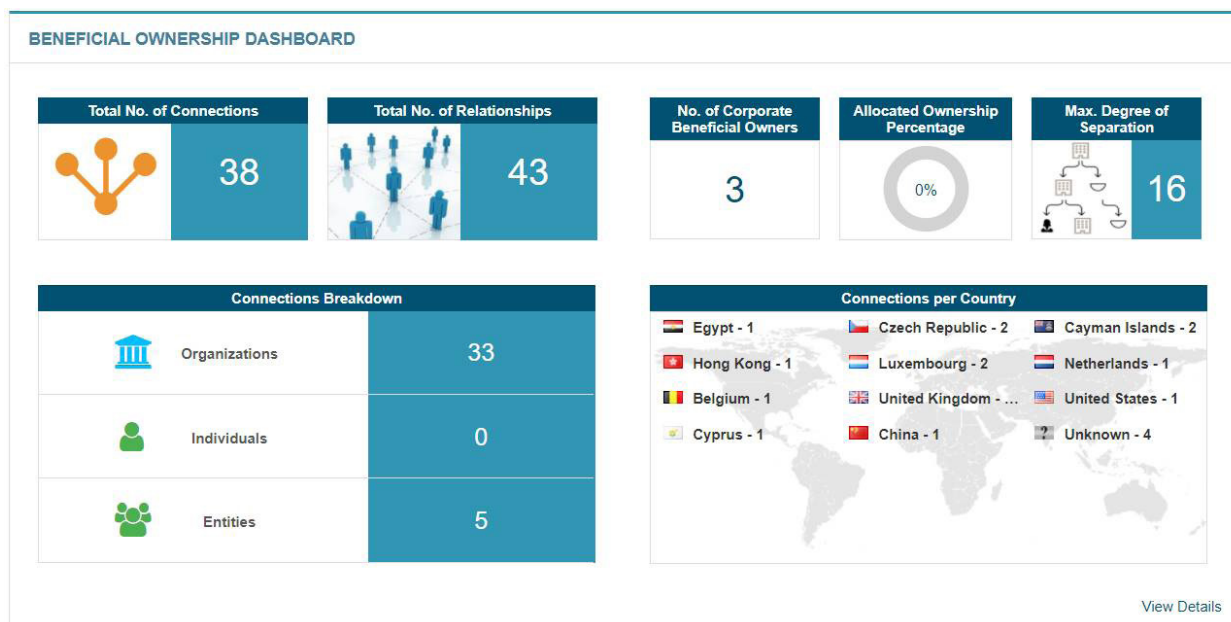 BENEFICIAL OWNERSHIP DASHBOARD
Total No. of Connections
38
Total No. of Relationships
43
No. of Corporate
Beneficial Owners
3
Allocated Ownership
Percentage
0%
Max. Degree of
Separation
16
Connections Breakdown
Organizations
33
Individuals
0
Entities
5
Connections per Country
Egypt - 1
Czech Republic - 2
Cayman Islands - 2
Hong Kong - 1
Luxembourg - 2
Netherlands - 1
Belgium - 1
United Kingdom - ...
United States - 1
Cyprus - 1
China - 1
?
Unknown - 4
View Details